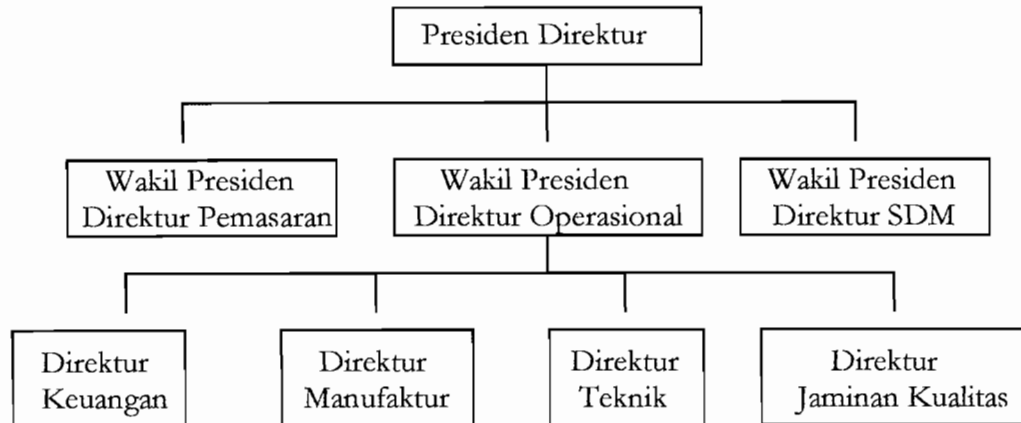 Presiden Direktur
Wakil Presiden
Direktur Pemasaran
Wakil Presiden
Direktur Operasional
Wakil Presiden
Direktur SDM
Direktur
Keuangan
Direktur
Manufaktur
Direktur
Teknik
Direktur
Jaminan Kualitas